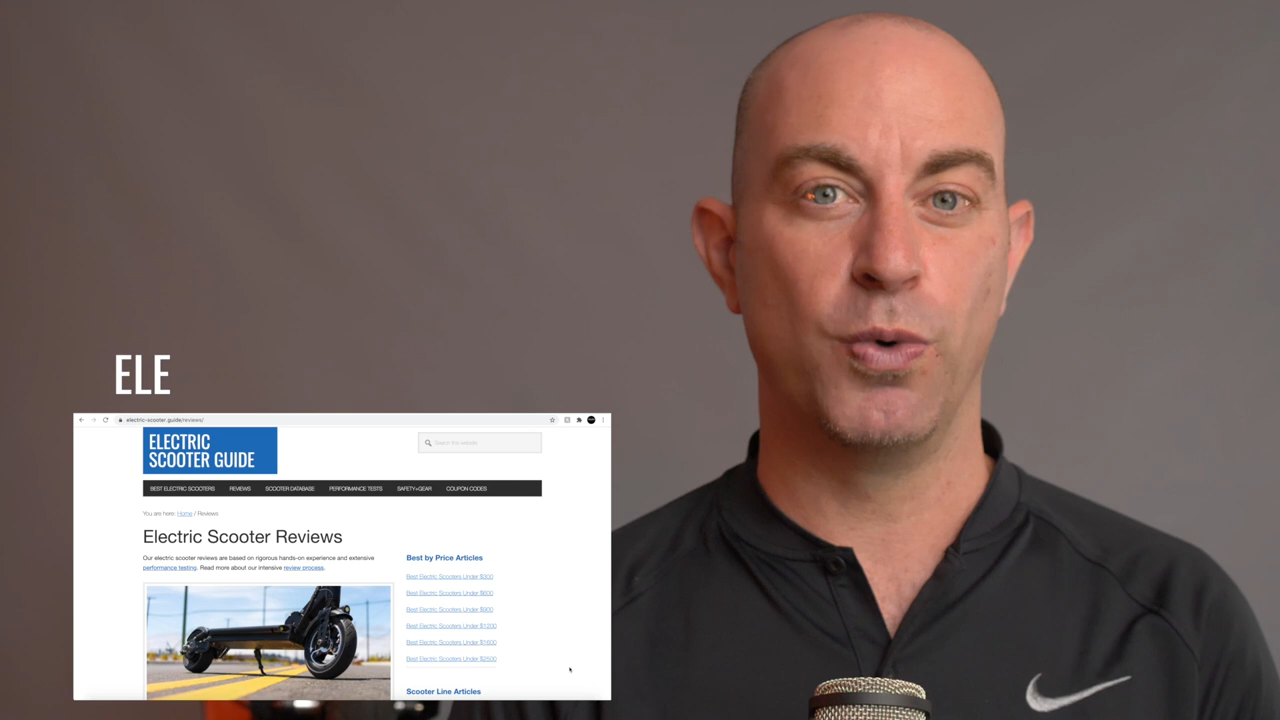 ELE
electric-scooter.guide/reviews/
ELECTRIC
SCOOTER GUIDE
Search this website
BEST ELECTRIC SCOOTERS REVIEWS SCOOTER DATABASE PERFORMANCE TESTS SAFETY+GEAR COUPON CODES
You are here: Home / Reviews
Electric Scooter Reviews
Our electric scooter reviews are based on rigorous hands-on experience and extensive
performance testing. Read more about our intensive review process.
Best by Price Articles
Best Electric Scooters Under $300
Best Electric Scooters Under $600
Best Electric Scooters Under $900
Best Electric Scooters Under $1200
Best Electric Scooters Under $1600
Best Electric Scooters Under $2500
Scooter Line Articles